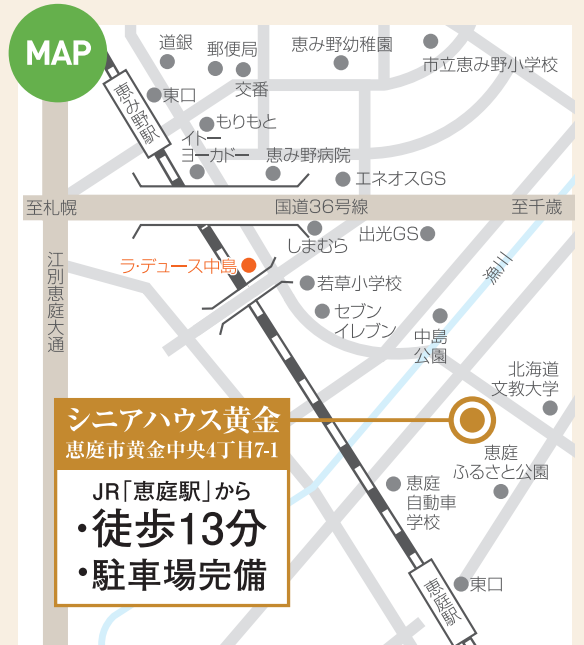 MAP
道銀
郵便局
交番
恵み野幼稚園
市立恵み野小学校
恵み野駅
東口
もりもと
イトー
ヨーカドー
恵み野病院
エネオスGS
至札幌
国道36号線
至千歳
しまむら
出光GS
江別恵庭大通
ラ・デュース中島
若草小学校
漁川
セブン
イレブン
中島
公園
北海道
文教大学
シニアハウス黄金
恵庭市黄金中央4丁目7-1
JR「恵庭駅」から
・徒歩13分
・駐車場完備
恵庭
ふるさと公園
恵庭
自動車
学校
恵庭駅
東口